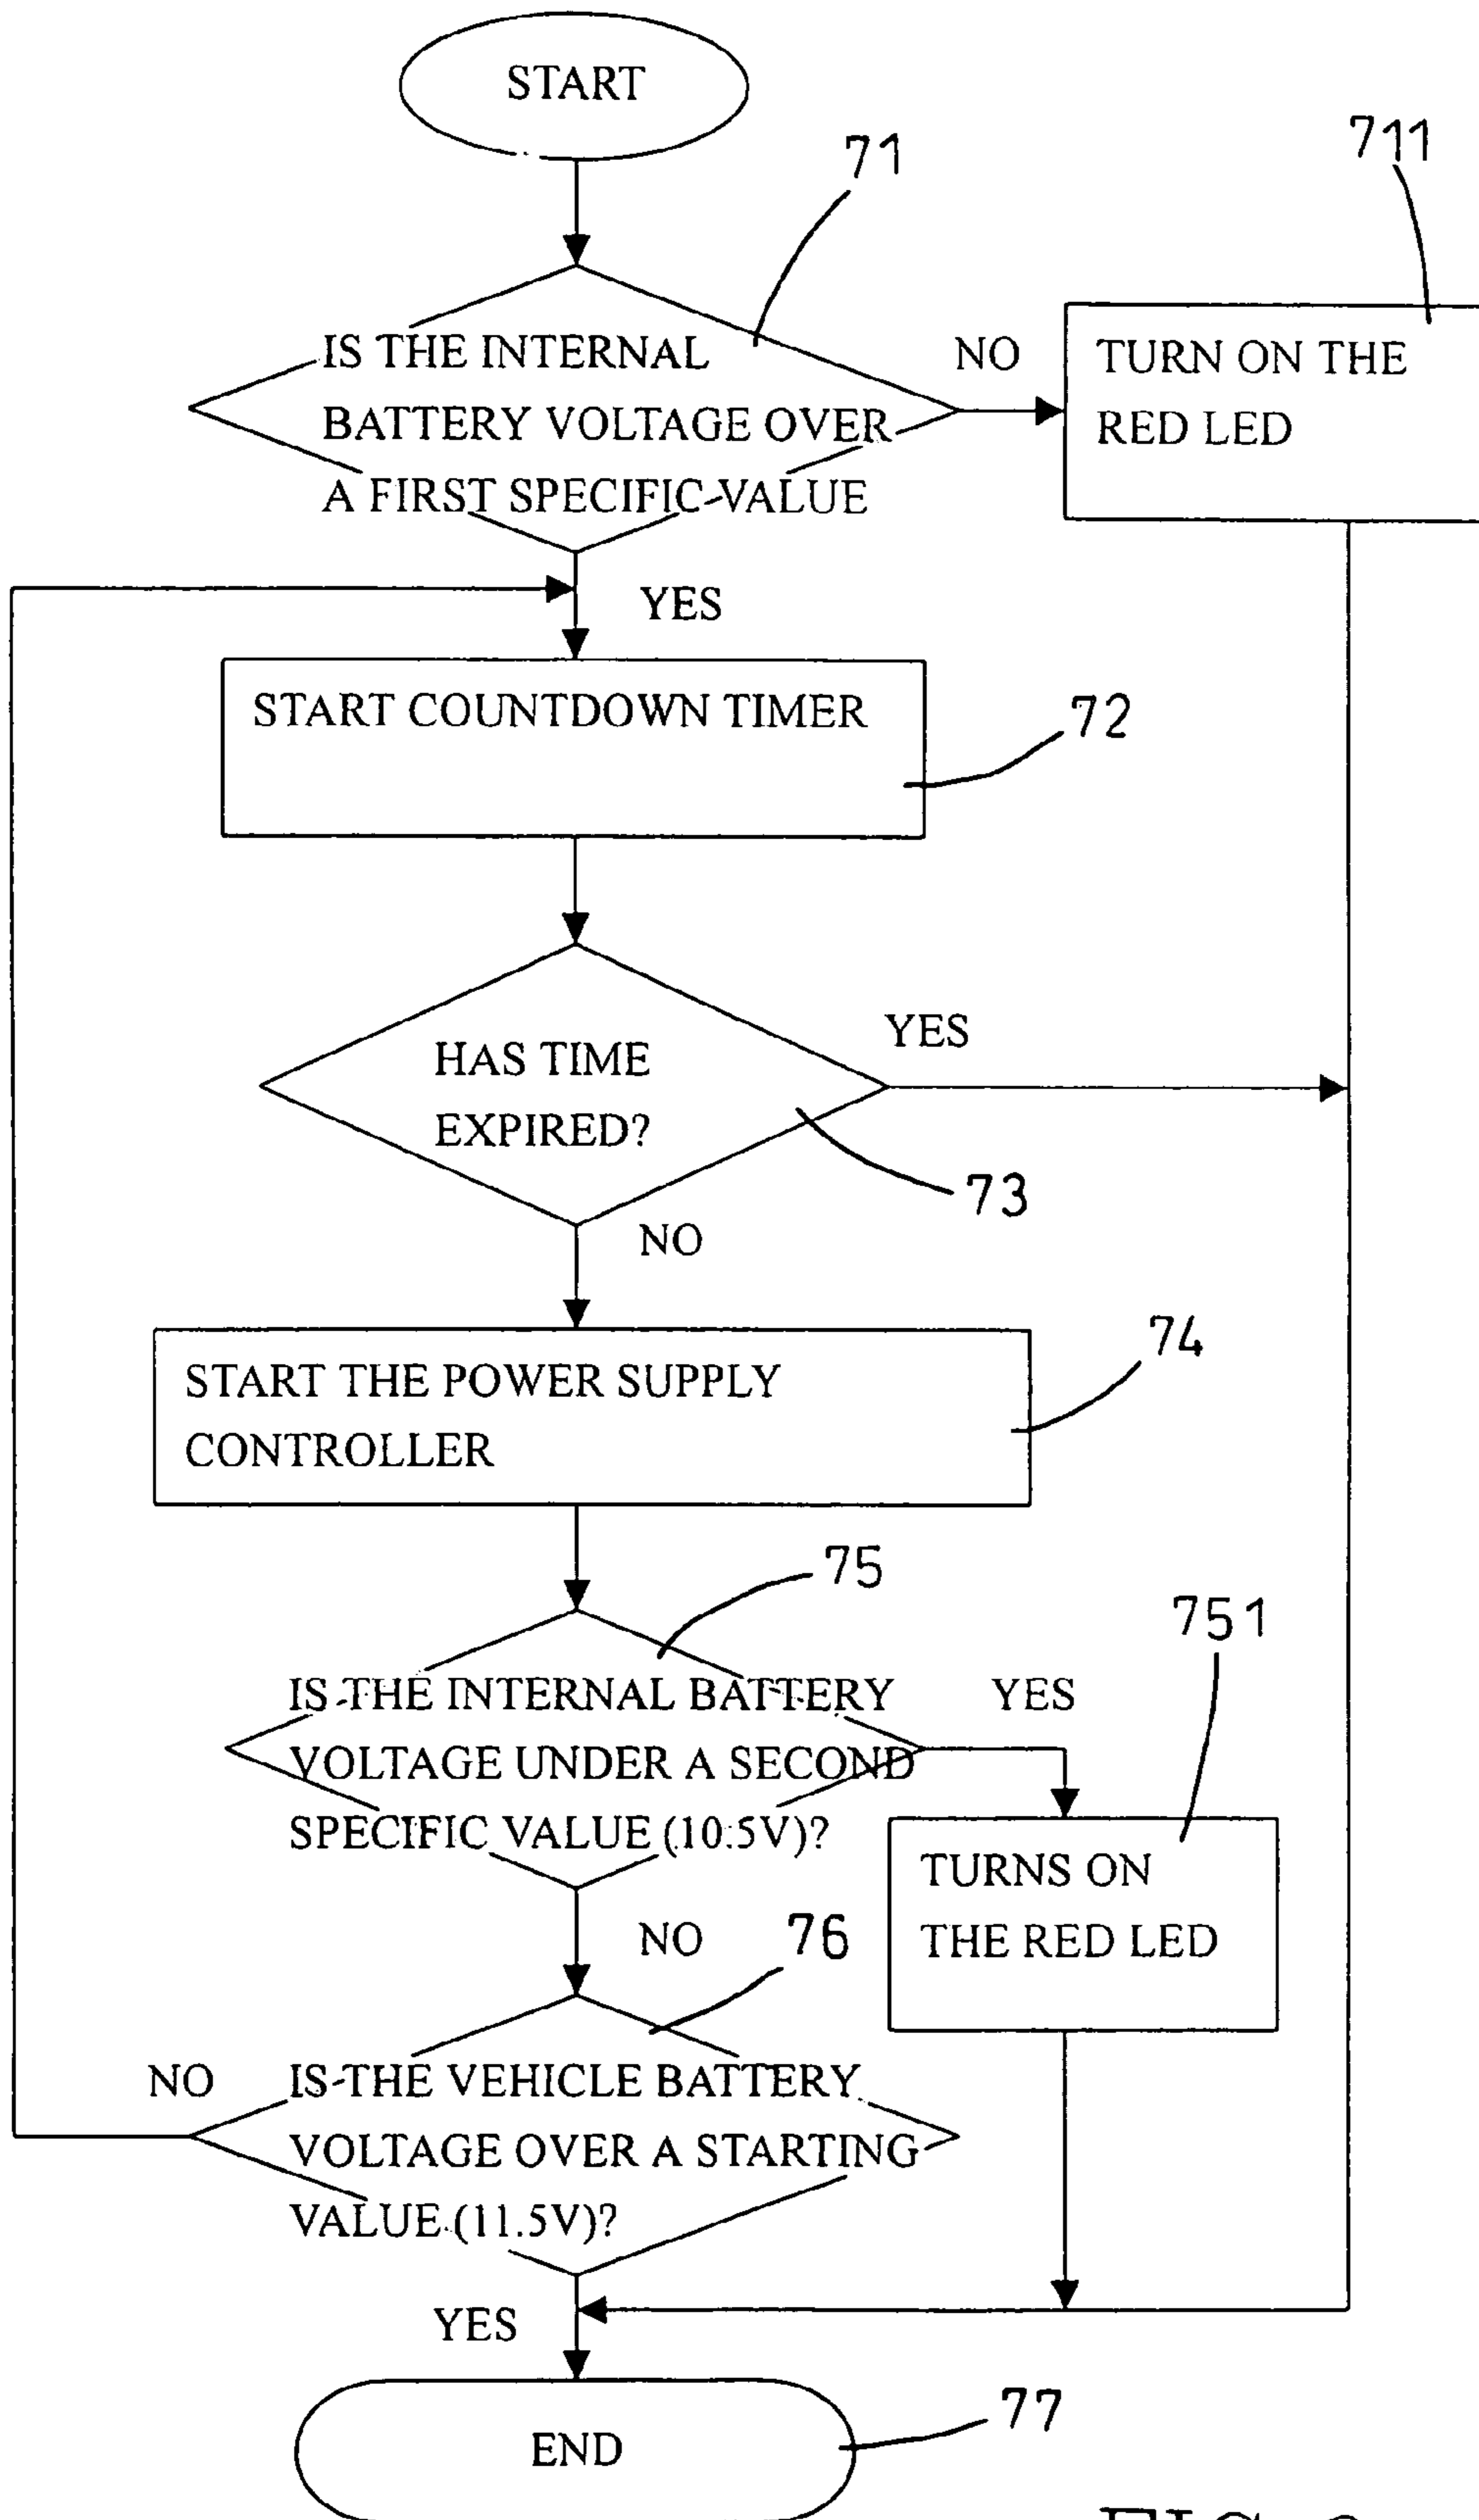 START
71
711
IS THE INTERNAL
BATTERY VOLTAGE OVER
A FIRST SPECIFIC VALUE
NO
TURN ON THE
RED LED
YES
START COUNTDOWN TIMER
72
HAS TIME
EXPIRED?
YES
73
NO
START THE POWER SUPPLY
CONTROLLER
74
75
751
IS THE INTERNAL BATTERY
VOLTAGE UNDER A SECOND
SPECIFIC VALUE (10.5V)?
YES
TURNS ON
THE RED LED
NO
76
NO
IS THE VEHICLE BATTERY
VOLTAGE OVER A STARTING
VALUE (11.5V)?
YES
END
77